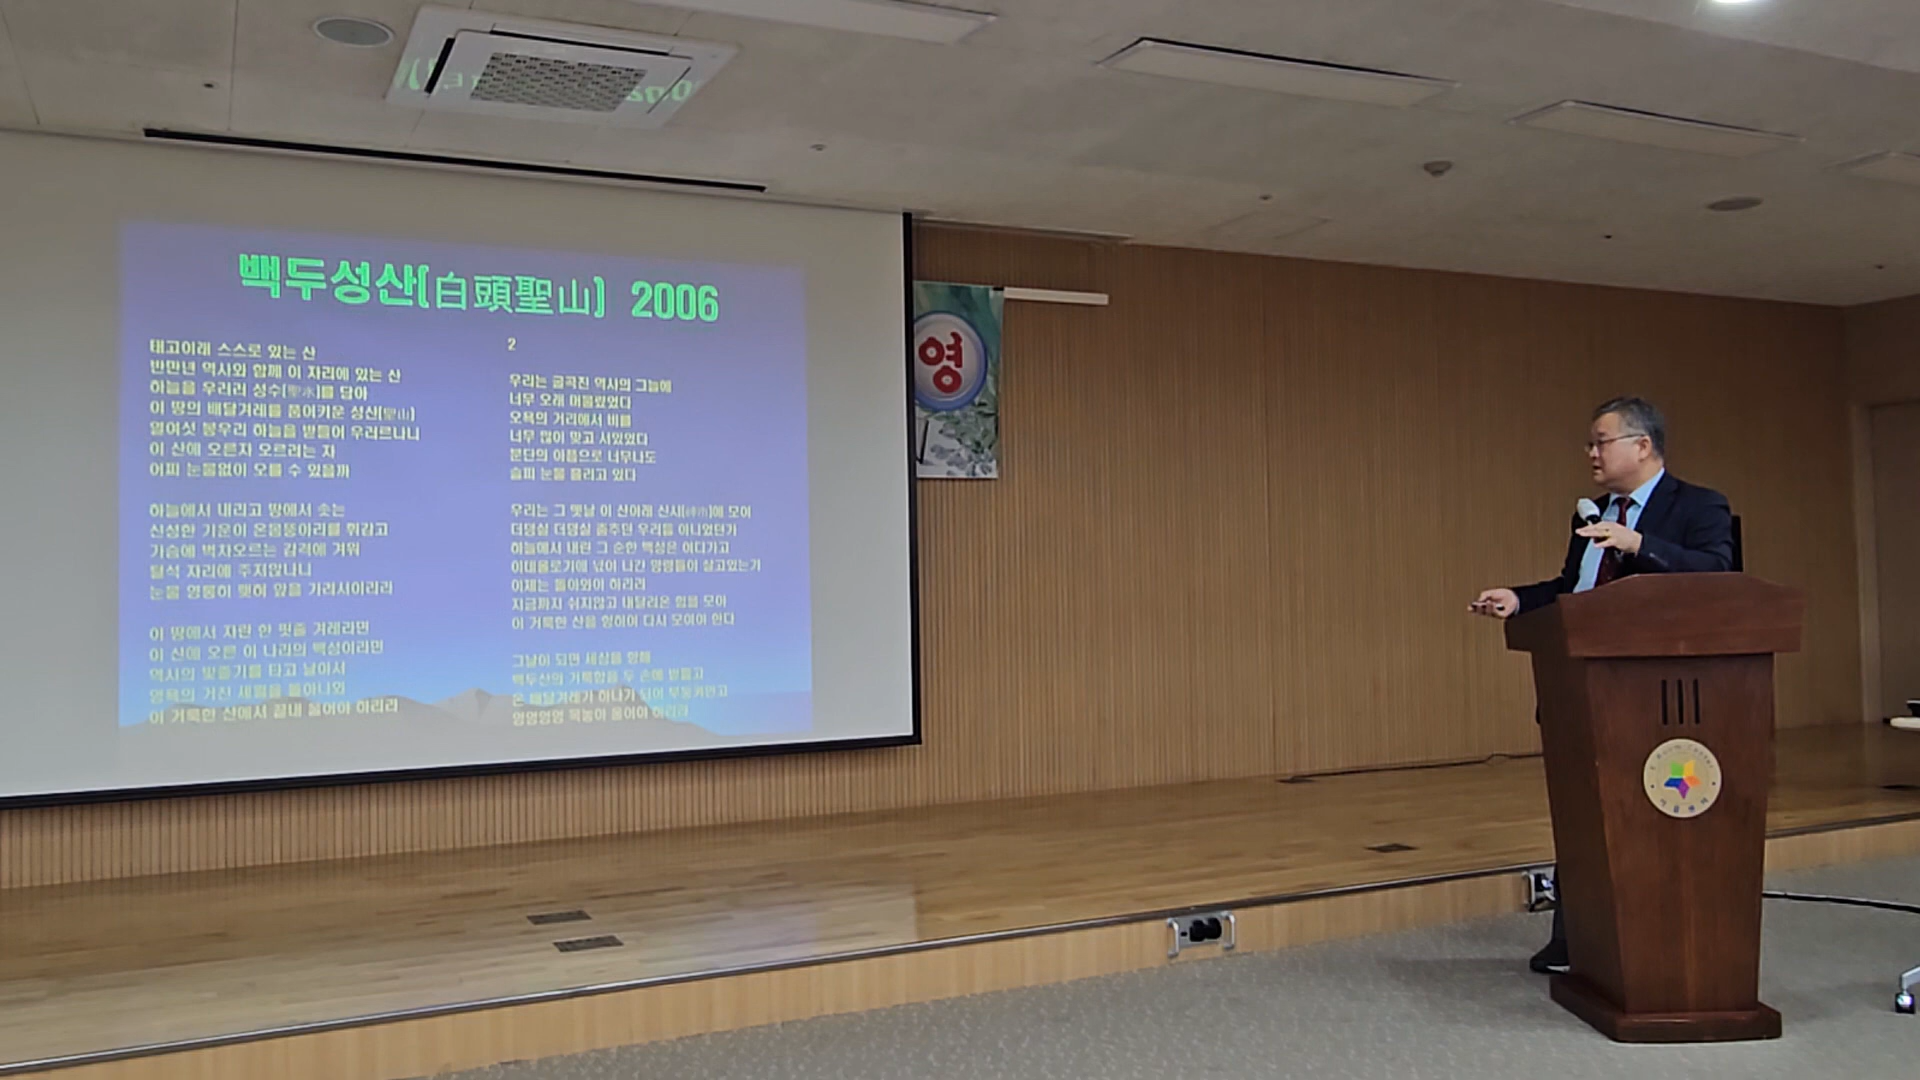 백두성산(白頭聖山) 2006
태고이래 스스로 있는 산
반만년 역사와 함께 이 자리에 있는 산
하늘을 우러러 성수(聖水)를 담아
이 땅의 배달겨레를 품어키운 성산(聖山)
열여섯 봉우리 하늘을 받들어 우러르나니
이 산에 오른자 오르려는 자
어찌 눈물없이 오를 수 있을까
하늘에서 내리고 땅에서 솟는
신성한 기운이 온몸뚱아리를 휘감고
가슴에 벅차오르는 감격에 겨워
털석 자리에 주저앉나니
눈물 영롱히 맺혀 앞을 가려서이리라
이 땅에서 자란 한 핏줄 겨레라면
이 산에 오른 이 나라의 백성이라면
역사의 빛줄기를 타고 날아서
영욕의 거친 세월을 돌아나와
이 거룩한 산에서 끝내 울어야 하리라
2
우리는 굴곡진 역사의 그늘에
너무 오래 머물렀었다
오욕의 거리에서 비를
너무 많이 맞고 서있었다
분단의 아픔으로 너무나도
슬피 눈물 흘리고 있다
우리는 그 옛날 이 산아래 신시(神市)에 모여
더덩실 더덩실 춤추던 우리들 아니었던가
하늘에서 내린 그 순한 백성은 어디가고
이데올로기에 넋이 나간 망령들이 살고있는가
이제는 돌아와야 하리라
지금까지 쉬지않고 내달려온 힘을 모아
이 거룩한 산을 향하여 다시 모여야 한다
그날이 되면 세상을 향해
백두산의 거룩함을 두 손에 받들고
온 배달겨레가 하나가 되어 부둥켜안고
엉엉엉엉 목놓아 울어야 하리라
영